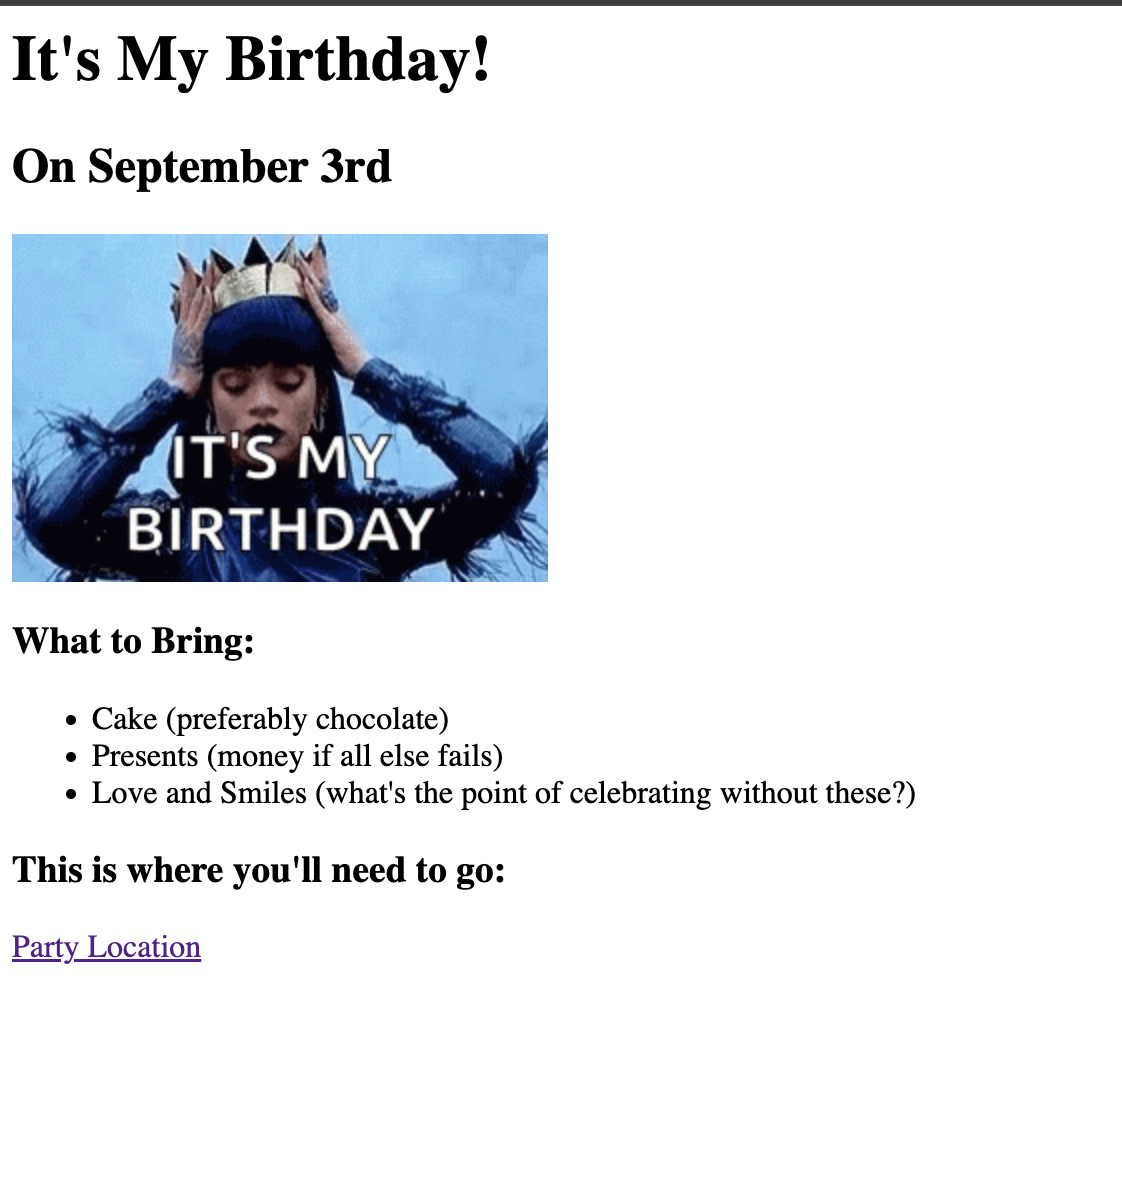 It's My Birthday!
On September 3rd
IT'S MY
BIRTHDAY
What to Bring:
• Cake (preferably chocolate)
• Presents (money if all else fails)
• Love and Smiles (what's the point of celebrating without these?)
This is where you'll need to go:
Party Location